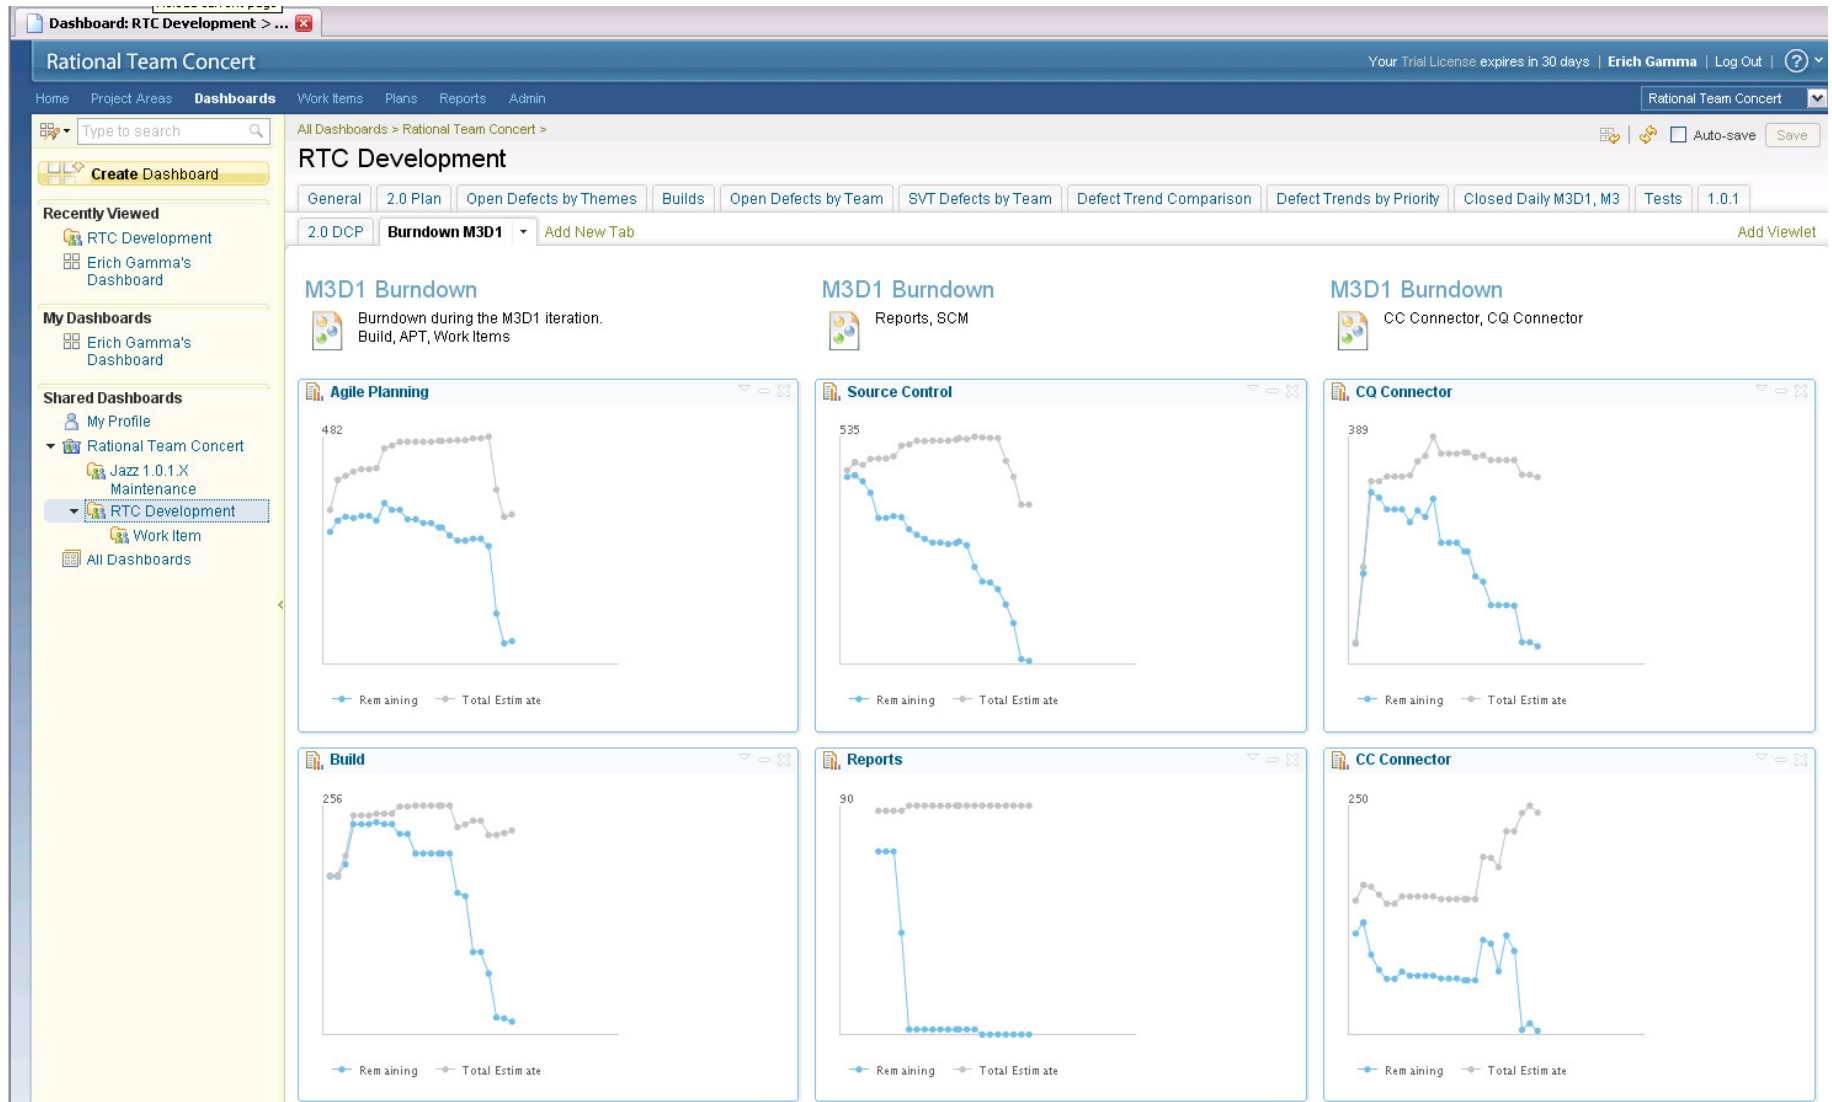 Dashboard: RTC Development > ...
Rational Team Concert
Your Trial License expires in 30 days | Erich Gamma | Log Out |
Home Project Areas Dashboards Work Items Plans Reports Admin
Rational Team Concert
Type to search
Create Dashboard
Recently Viewed
RTC Development
Erich Gamma's
Dashboard
My Dashboards
Erich Gamma's
Dashboard
Shared Dashboards
My Profile
Rational Team Concert
Jazz 1.0.1.X
Maintenance
RTC Development
Work Item
All Dashboards
All Dashboards > Rational Team Concert >
Auto-save Save
RTC Development
General 2.0 Plan Open Defects by Themes Builds Open Defects by Team SVT Defects by Team Defect Trend Comparison Defect Trends by Priority Closed Daily M3D1, M3 Tests 1.0.1
2.0 DCP Burndown M3D1 Add New Tab
Add Viewlet
M3D1 Burndown
Burndown during the M3D1 iteration.
Build, APT, Work Items
M3D1 Burndown
Reports, SCM
M3D1 Burndown
CC Connector, CQ Connector
Agile Planning
482
Remaining Total Estimate
Source Control
535
Remaining Total Estimate
CQ Connector
389
Remaining Total Estimate
Build
256
Remaining Total Estimate
Reports
90
Remaining Total Estimate
CC Connector
250
Remaining Total Estimate